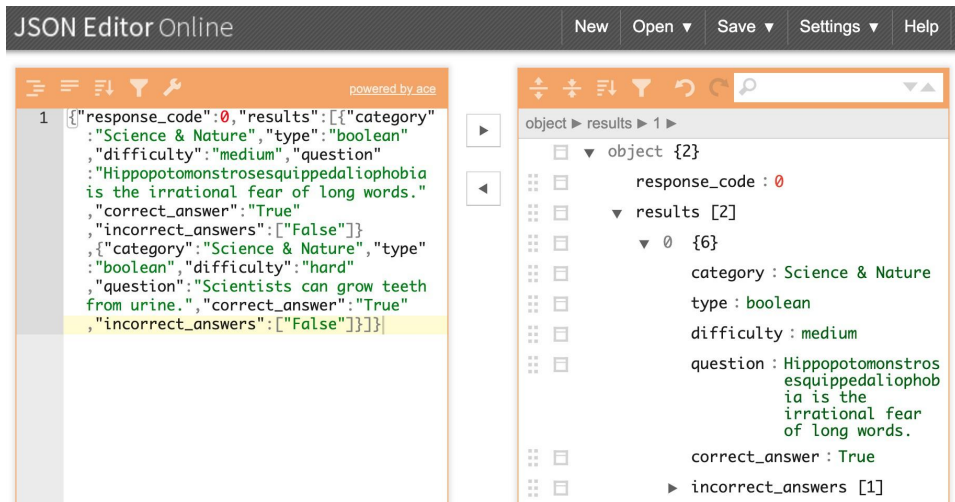 JSON Editor Online
New Open ▼ Save ▼ Settings ▼ Help
powered by ace
1 {"response_code":0,"results":[{"category"
:"Science & Nature","type":"boolean"
,"difficulty":"medium","question"
:"Hippopotomonstrosesquippedaliophobia
is the irrational fear of long words."
,"correct_answer":"True"
,"incorrect_answers":["False"]}
,{"category":"Science & Nature","type"
:"boolean","difficulty":"hard"
,"question":"Scientists can grow teeth
from urine.","correct_answer":"True"
,"incorrect_answers":["False"]}]}
object ► results ► 1 ►
▼ object {2}
response_code : 0
▼ results [2]
▼ 0 {6}
category : Science & Nature
type : boolean
difficulty : medium
question : Hippopotomonstros
esquippedaliophob
ia is the
irrational fear
of long words.
correct_answer : True
► incorrect_answers [1]